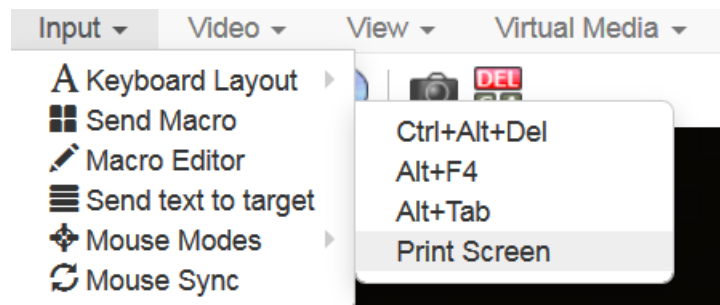 Input Video View Virtual Media
A Keyboard Layout
Send Macro
Macro Editor
Send text to target
Mouse Modes
Mouse Sync
DEL
Ctrl+Alt+Del
Alt+F4
Alt+Tab
Print Screen